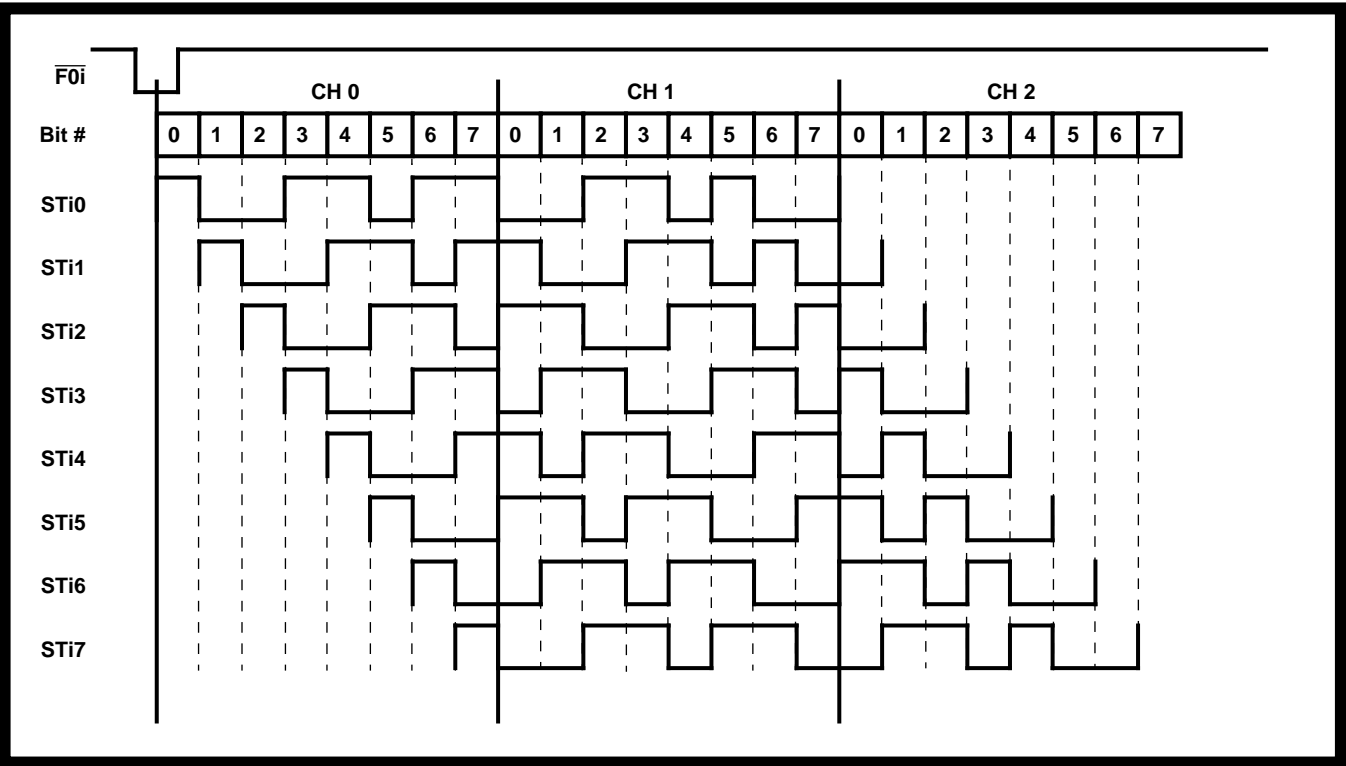 F0i
CH 0 CH 1 CH 2
Bit # 0 1 2 3 4 5 6 7 0 1 2 3 4 5 6 7 0 1 2 3 4 5 6 7
STi0
STi1
STi2
STi3
STi4
STi5
STi6
STi7